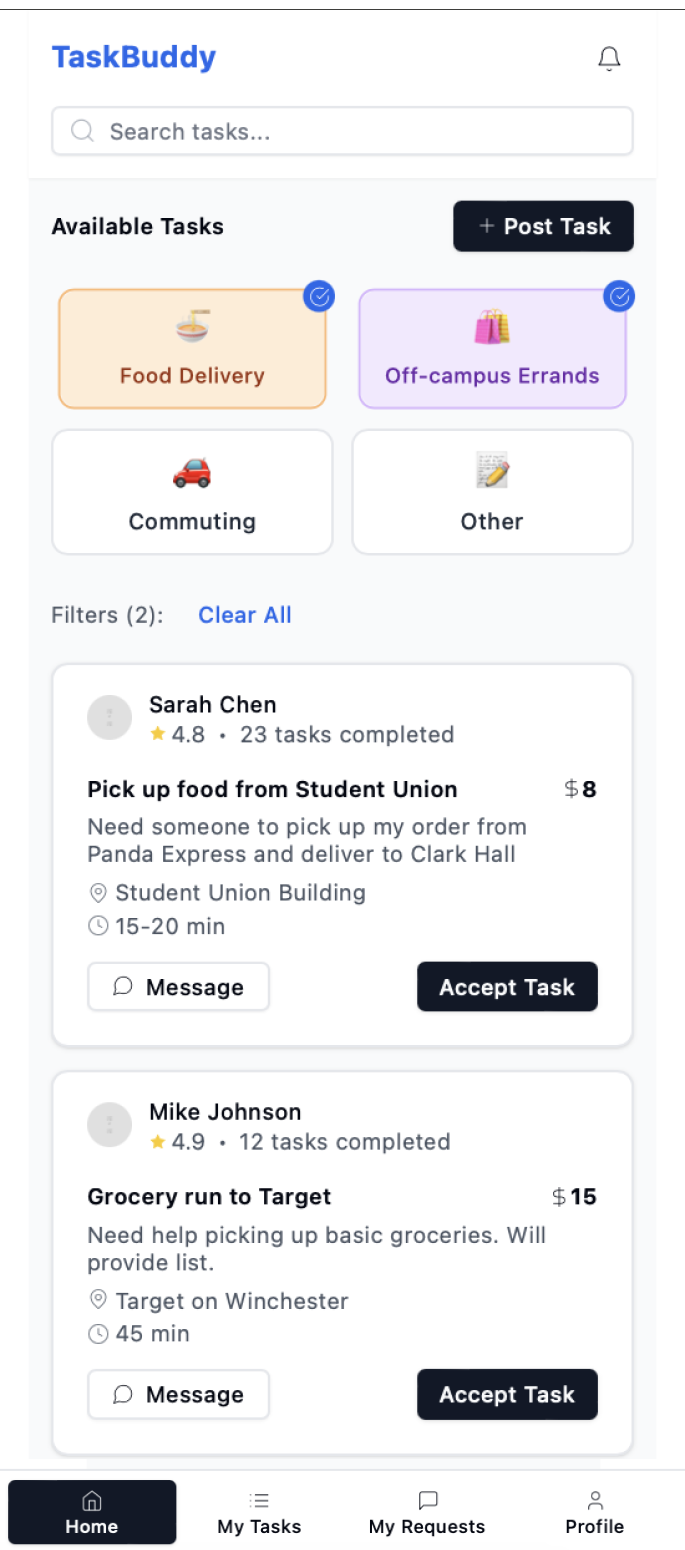 TaskBuddy
Search tasks...
Available Tasks
+ Post Task
Food Delivery
Off-campus Errands
Commuting
Other
Filters (2): Clear All
Sarah Chen
4.8 • 23 tasks completed
Pick up food from Student Union
$8
Need someone to pick up my order from
Panda Express and deliver to Clark Hall
Student Union Building
15-20 min
Message
Accept Task
Mike Johnson
4.9 • 12 tasks completed
Grocery run to Target
$15
Need help picking up basic groceries. Will
provide list.
Target on Winchester
45 min
Message
Accept Task
Home
My Tasks
My Requests
Profile